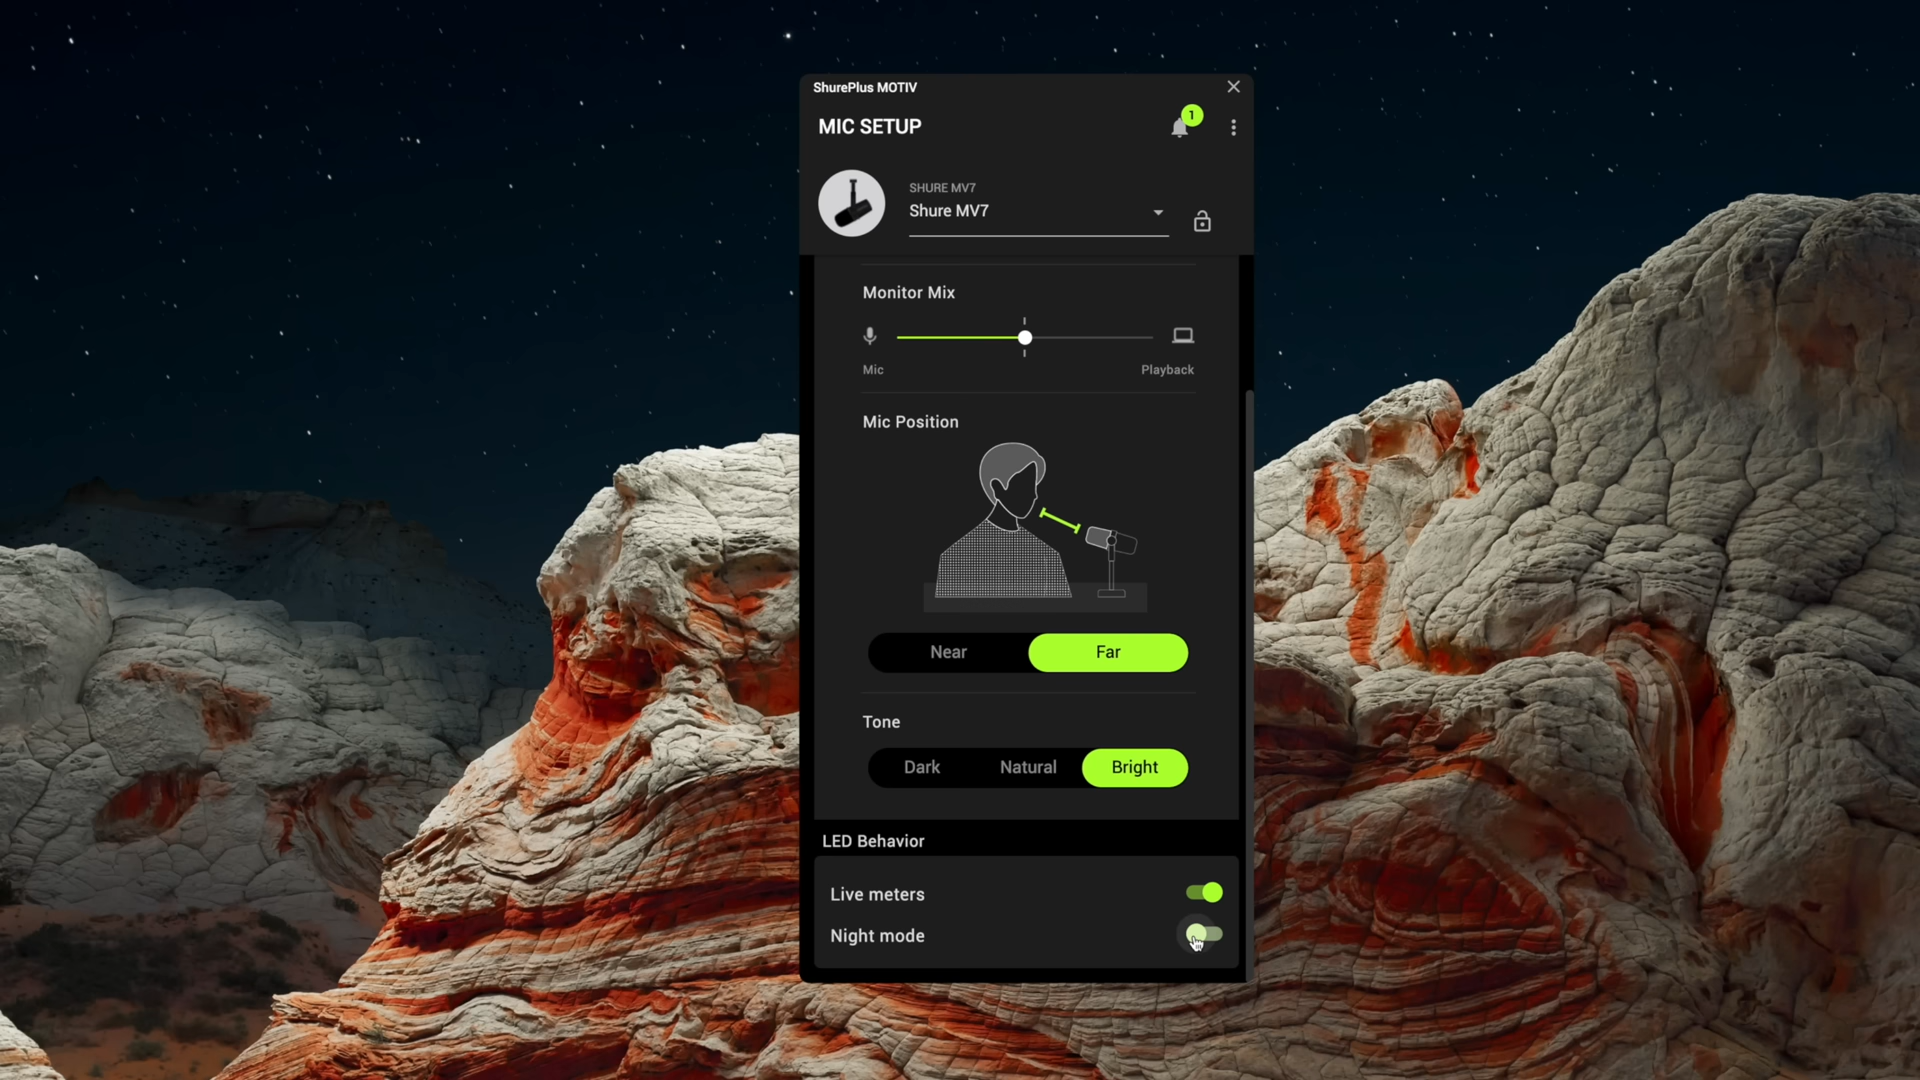 ShurePlus MOTIV
MIC SETUP
1
SHURE MV7
Shure MV7
Monitor Mix
Mic
Playback
Mic Position
Near
Far
Tone
Dark
Natural
Bright
LED Behavior
Live meters
Night mode